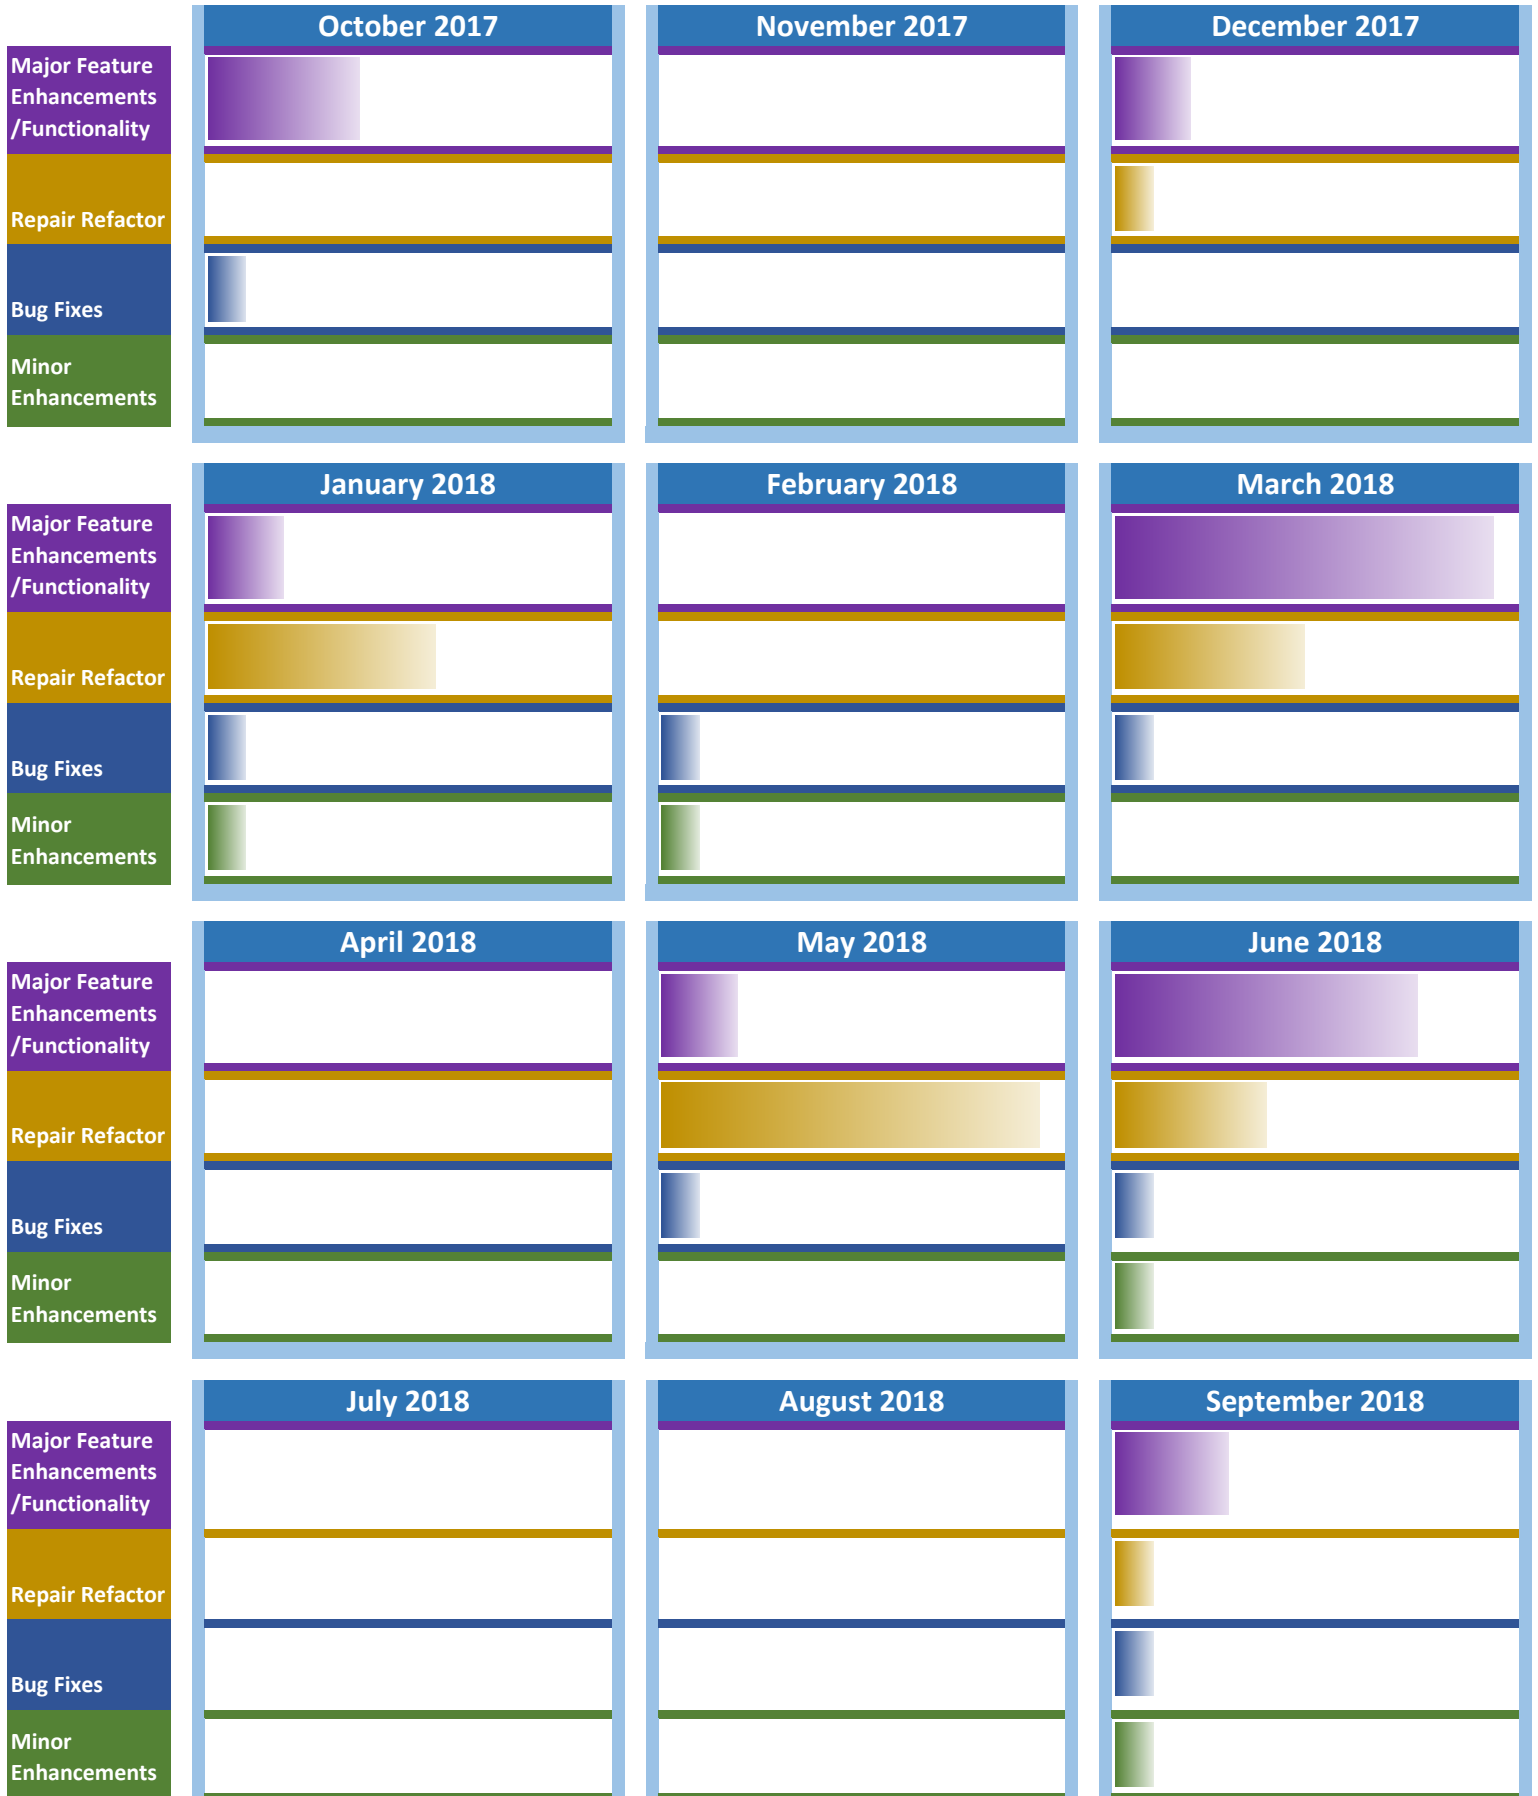 October 2017
November 2017
December 2017
Major Feature
Enhancements
/Functionality
Repair Refactor
Bug Fixes
Minor
Enhancements
January 2018
February 2018
March 2018
Major Feature
Enhancements
/Functionality
Repair Refactor
Bug Fixes
Minor
Enhancements
April 2018
May 2018
June 2018
Major Feature
Enhancements
/Functionality
Repair Refactor
Bug Fixes
Minor
Enhancements
July 2018
August 2018
September 2018
Major Feature
Enhancements
/Functionality
Repair Refactor
Bug Fixes
Minor
Enhancements